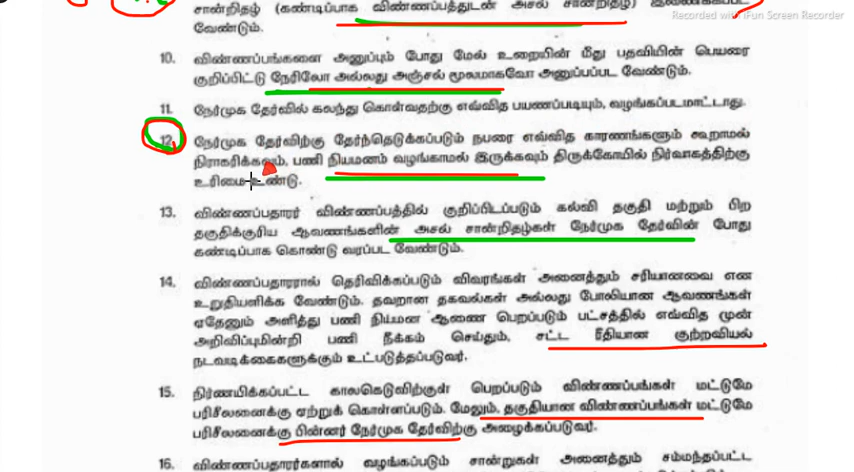 சான்றிதழ் (கண்டிப்பாக விண்ணப்பத்துடன் அசல் சான்றிதழ்) இணைக்கப்பட
வேண்டும்.
Recorded with iFun Screen Recorder
10. விண்ணப்பங்களை அனுப்பும் போது மேல் உறையின் மீது பதவியின் பெயரை
குறிப்பிட்டு நேரிலோ அல்லது அஞ்சல் மூலமாகவோ அனுப்பப்பட வேண்டும்.
11. நேர்முக தேர்வில் கலந்து கொள்வதற்கு எவ்வித பயணப்படியும், வழங்கப்படமாட்டாது.
12. நேர்முக தேர்விற்கு தேர்ந்தெடுக்கப்படும் நபரை எவ்வித காரணங்களும் கூறாமல்
நிராகரிக்கவும், பணி நியமனம் வழங்காமல் இருக்கவும் திருக்கோயில் நிர்வாகத்திற்கு
உரிமை உண்டு.
13. விண்ணப்பதாரர் விண்ணப்பத்தில் குறிப்பிடப்படும் கல்வி தகுதி மற்றும் பிற
தகுதிக்குரிய ஆவணங்களின் அசல் சான்றிதழ்கள் நேர்முக தேர்வின் போது
கண்டிப்பாக கொண்டு வரப்பட வேண்டும்.
14. விண்ணப்பதாரரால் தெரிவிக்கப்படும் விவரங்கள் அனைத்தும் சரியானவை என
உறுதியளிக்க வேண்டும். தவறான தகவல்கள் அல்லது போலியான ஆவணங்கள்
ஏதேனும் அளித்து பணி நியமன ஆணை பெறப்படும் பட்சத்தில் எவ்வித முன்
அறிவிப்புமின்றி பணி நீக்கம் செய்தும், சட்ட ரீதியான குற்றவியல்
நடவடிக்கைகளுக்கும் உட்படுத்தப்படுவர்.
15. நிர்ணயிக்கப்பட்ட காலகெடுவிற்குள் பெறப்படும் விண்ணப்பங்கள் மட்டுமே
பரிசீலனைக்கு ஏற்றுக் கொள்ளப்படும். மேலும், தகுதியான விண்ணப்பங்கள் மட்டுமே
பரிசீலனைக்கு பின்னர் நேர்முக தேர்விற்கு அழைக்கப்படுவர்.
16. விண்ணப்பதாரர்களால் வழங்கப்படும் சான்றுகள் அனைத்தும் சம்மந்தப்பட்ட